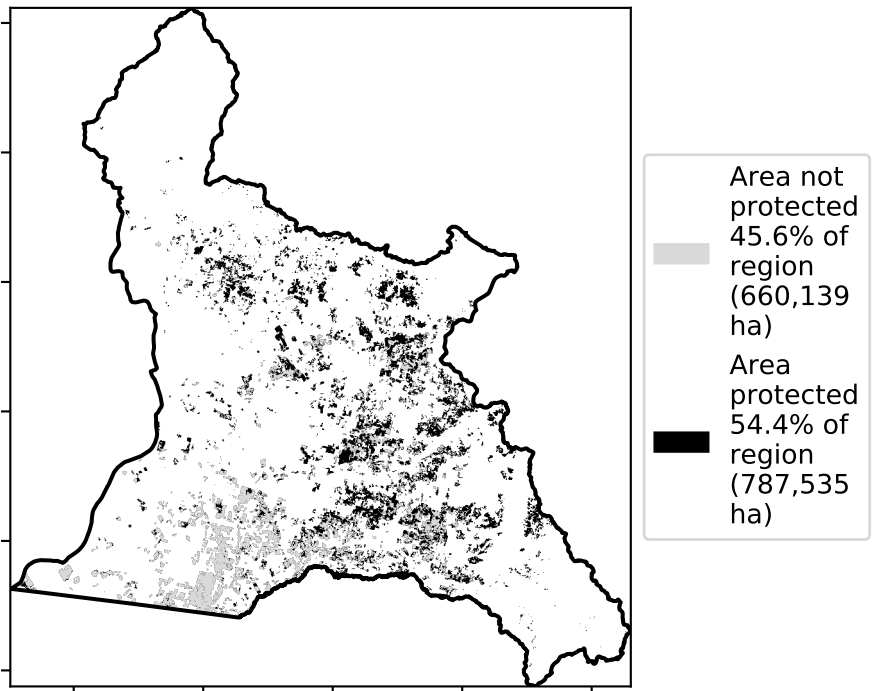 Area not
protected
45.6% of
region
(660,139
ha)
Area
protected
54.4% of
region
(787,535
ha)